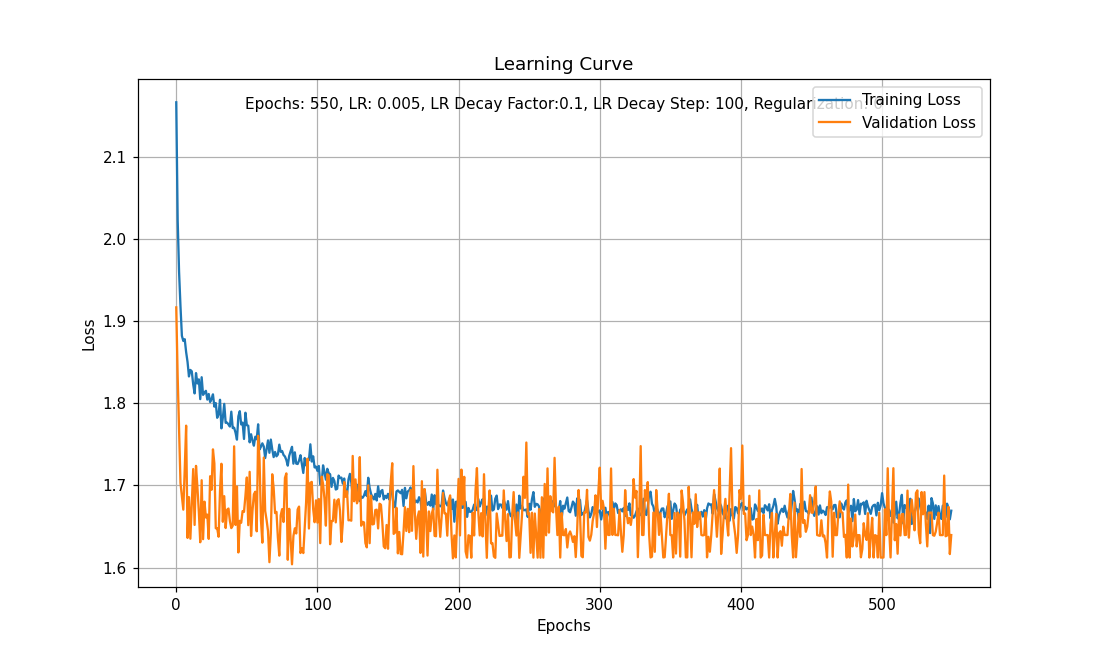 Learning Curve
Epochs: 550, LR: 0.005, LR Decay Factor:0.1, LR Decay Step: 100, Regularization: 0
Training Loss
Validation Loss
2.1
2.0
1.9
1.8
1.7
1.6
Loss
0 100 200 300 400 500
Epochs